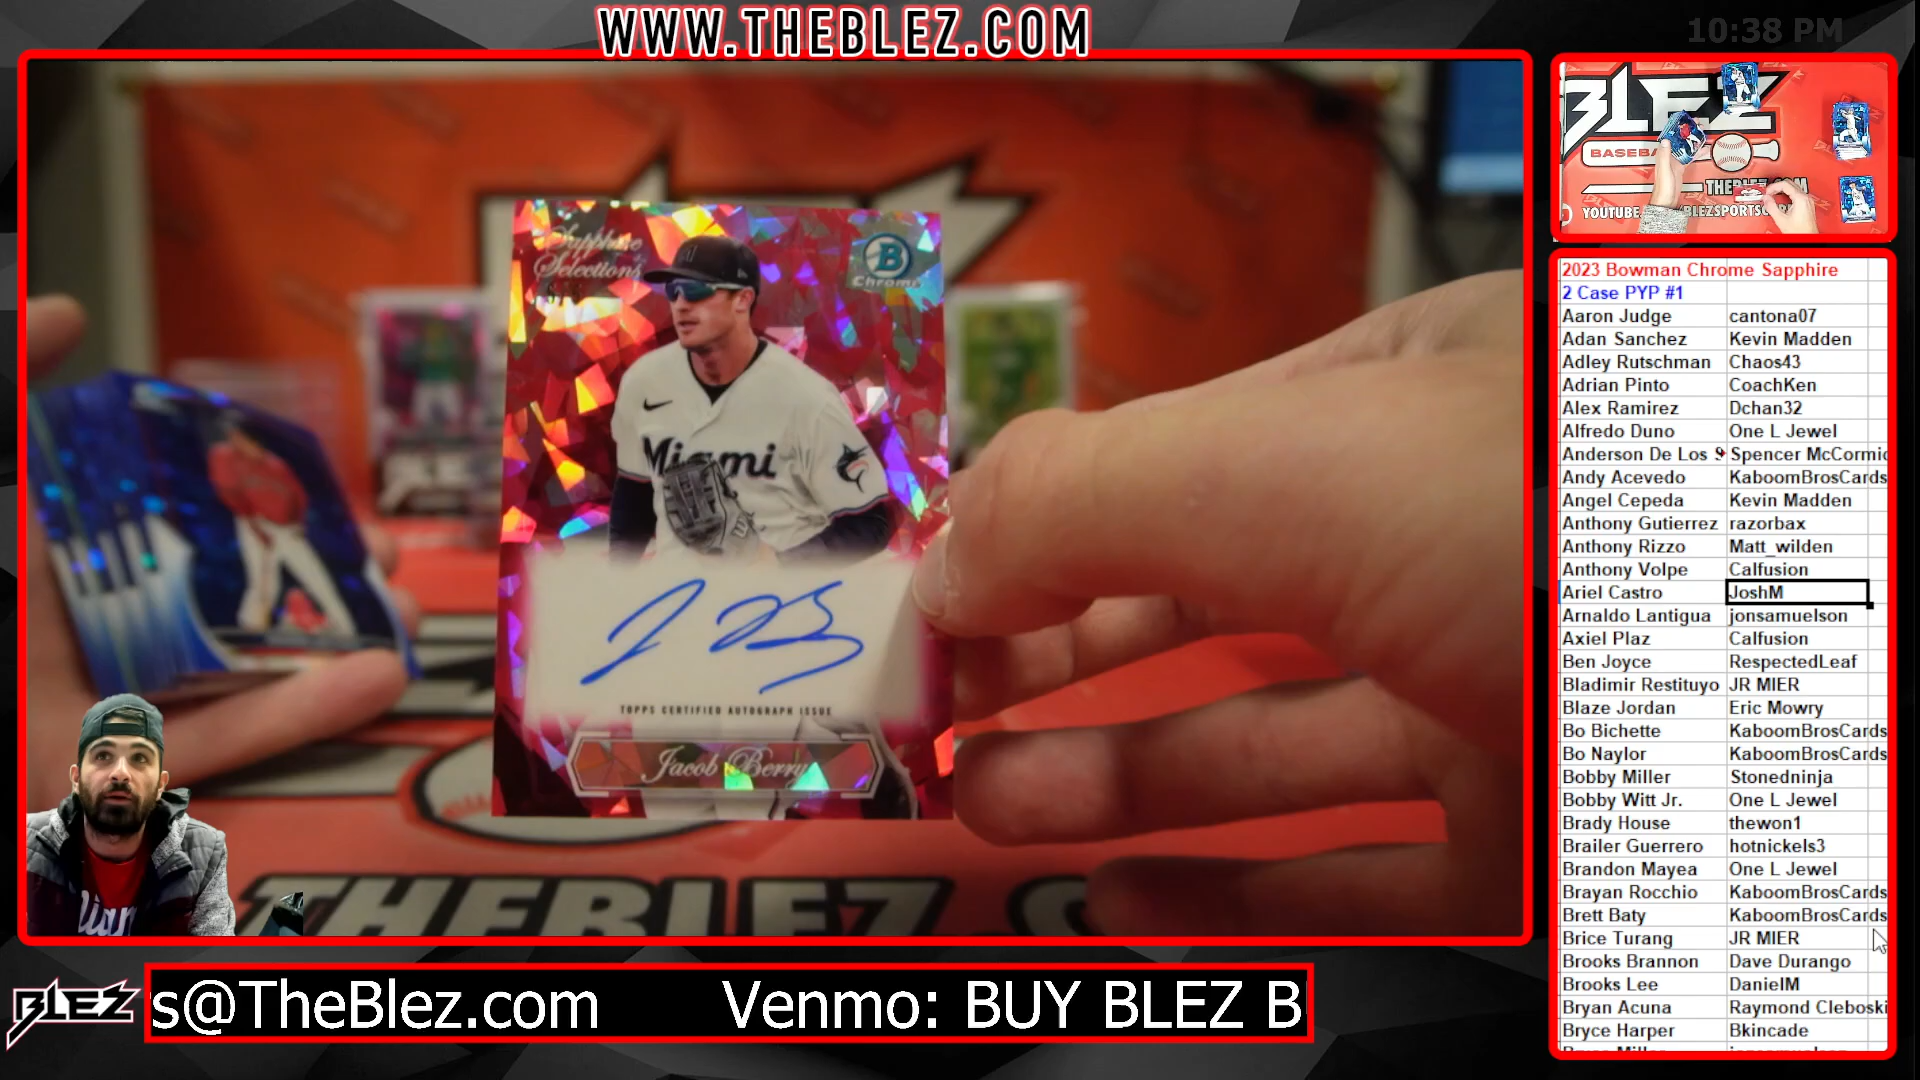 WWW.THEBLEZ.COM
10:38 PM
Sapphire
Selections
B
Chrome
Miami
TOPPS CERTIFIED AUTOGRAPH ISSUE
Jacob Berry
THEBLEZ.C
BLEZ
BASEBA
THEBLEZ.COM
YOUTUBE.
BLEZSPORTSCARDS
2023 Bowman Chrome Sapphire
2 Case PYP #1
Aaron Judge cantona07
Adan Sanchez Kevin Madden
Adley Rutschman Chaos43
Adrian Pinto CoachKen
Alex Ramirez Dchan32
Alfredo Duno One L Jewel
Anderson De Los S Spencer McCormic
Andy Acevedo KaboomBrosCards
Angel Cepeda Kevin Madden
Anthony Gutierrez razorbax
Anthony Rizzo Matt_wilden
Anthony Volpe Calfusion
Ariel Castro JoshM
Arnaldo Lantigua jonsamuelson
Axiel Plaz Calfusion
Ben Joyce RespectedLeaf
Bladimir Restituyo JR MIER
Blaze Jordan Eric Mowry
Bo Bichette KaboomBrosCards
Bo Naylor KaboomBrosCards
Bobby Miller Stonedninja
Bobby Witt Jr. One L Jewel
Brady House thewon1
Brailer Guerrero hotnickels3
Brandon Mayea One L Jewel
Brayan Rocchio KaboomBrosCards
Brett Baty KaboomBrosCards
Brice Turang JR MIER
Brooks Brannon Dave Durango
Brooks Lee DanielM
Bryan Acuna Raymond Cleboski
Bryce Harper Bkincade
BLEZ
s@TheBlez.com Venmo: BUY BLEZ B